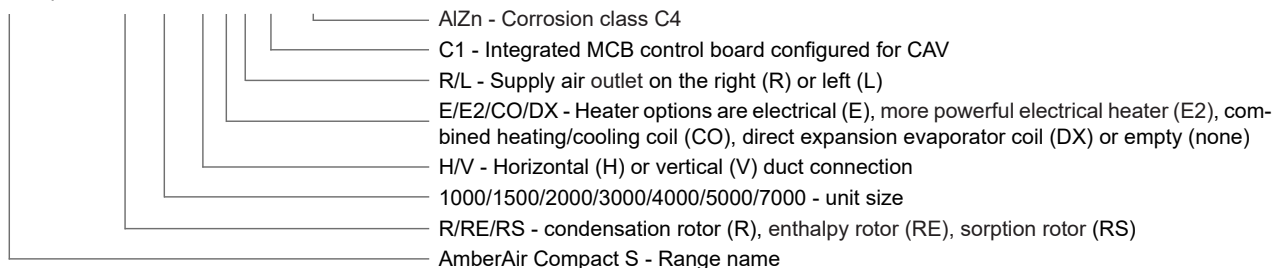 AlZn - Corrosion class C4
C1 - Integrated MCB control board configured for CAV
R/L - Supply air outlet on the right (R) or left (L)
E/E2/CO/DX - Heater options are electrical (E), more powerful electrical heater (E2), com-
bined heating/cooling coil (CO), direct expansion evaporator coil (DX) or empty (none)
H/V - Horizontal (H) or vertical (V) duct connection
1000/1500/2000/3000/4000/5000/7000 - unit size
R/RE/RS - condensation rotor (R), enthalpy rotor (RE), sorption rotor (RS)
AmberAir Compact S - Range name